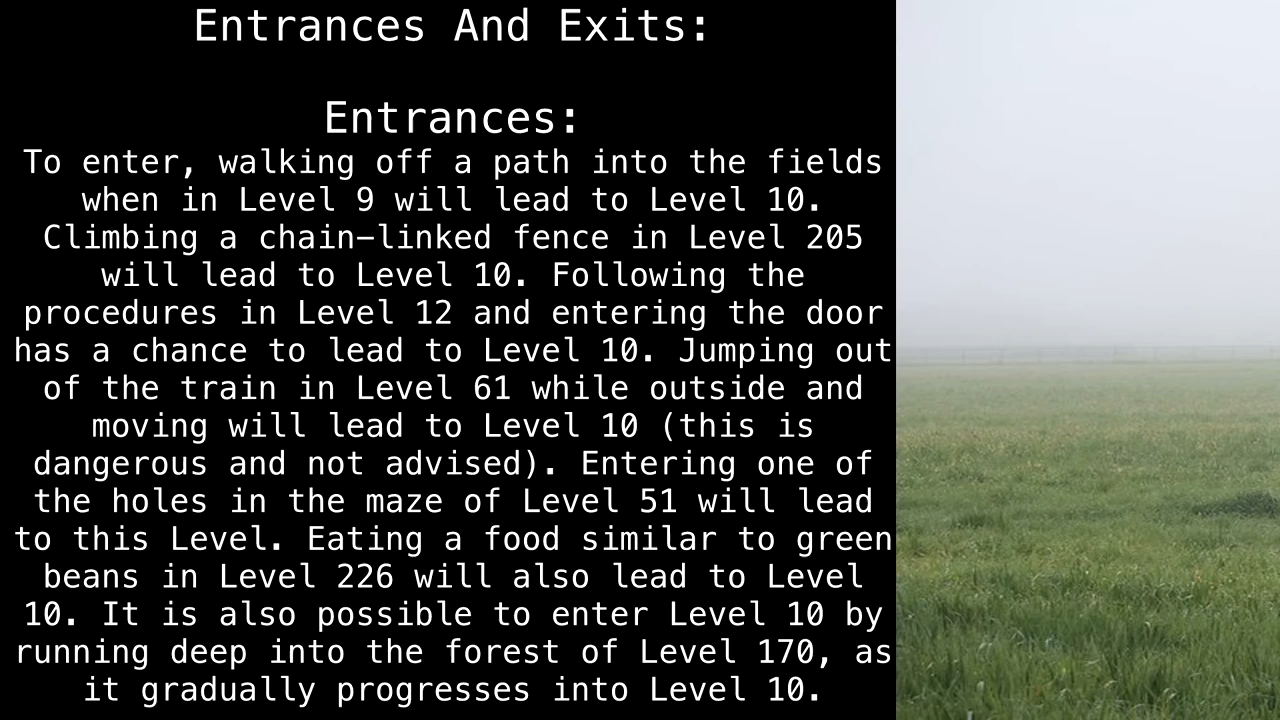 Entrances And Exits:
Entrances:
To enter, walking off a path into the fields
when in Level 9 will lead to Level 10.
Climbing a chain–linked fence in Level 205
will lead to Level 10. Following the
procedures in Level 12 and entering the door
has a chance to lead to Level 10. Jumping out
of the train in Level 61 while outside and
moving will lead to Level 10 (this is
dangerous and not advised). Entering one of
the holes in the maze of Level 51 will lead
to this Level. Eating a food similar to green
beans in Level 226 will also lead to Level
10. It is also possible to enter Level 10 by
running deep into the forest of Level 170, as
it gradually progresses into Level 10.